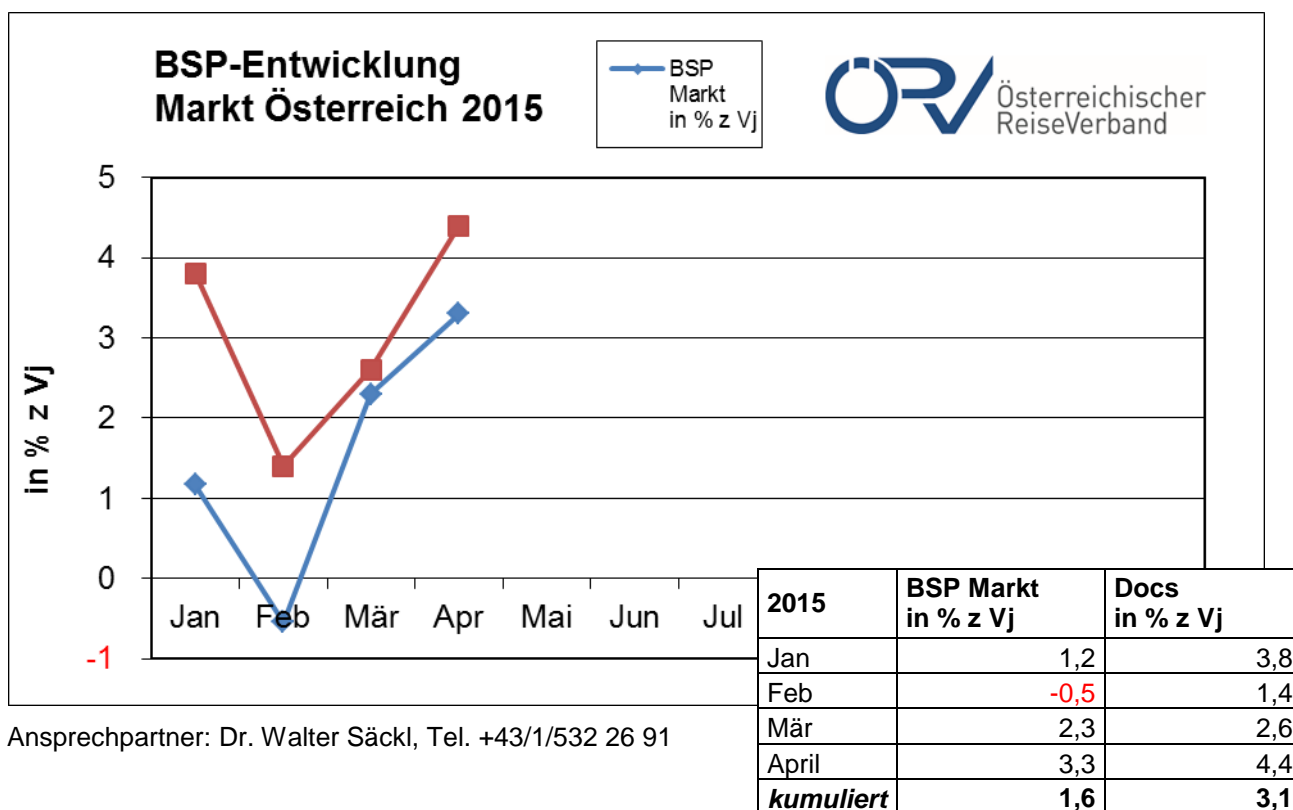 BSP-Entwicklung
Markt Österreich 2015
BSP
Markt
in % z Vj
ÖRV
Österreichischer
ReiseVerband
in % z Vj
5
4
3
2
1
0
-1
Jan Feb Mär Apr Mai Jun Jul
2015 BSP Markt in % z Vj Docs in % z Vj
Jan 1,2 3,8
Feb -0,5 1,4
Mär 2,3 2,6
April 3,3 4,4
kumuliert 1,6 3,1
Ansprechpartner: Dr. Walter Säckl, Tel. +43/1/532 26 91